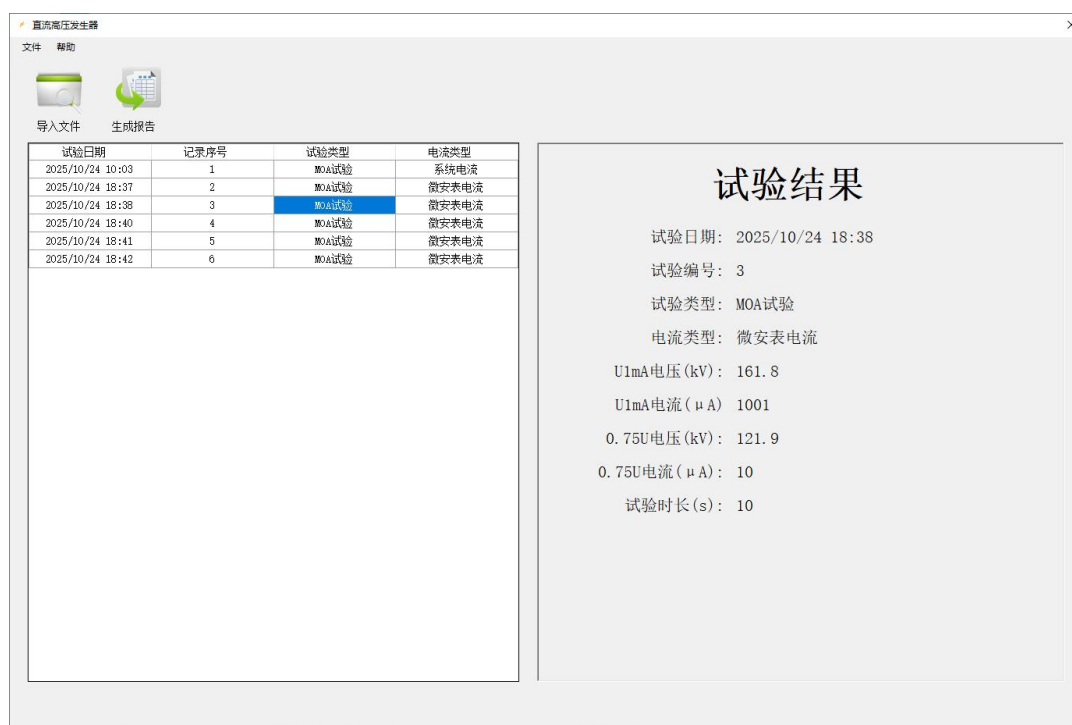 直流高压发生器
文件 帮助
导入文件 生成报告
试验日期 记录序号 试验类型 电流类型
2025/10/24 10:03 1 MOA试验 系统电流
2025/10/24 18:37 2 MOA试验 微安表电流
2025/10/24 18:38 3 MOA试验 微安表电流
2025/10/24 18:40 4 MOA试验 微安表电流
2025/10/24 18:41 5 MOA试验 微安表电流
2025/10/24 18:42 6 MOA试验 微安表电流
试验结果
试验日期: 2025/10/24 18:38
试验编号: 3
试验类型: MOA试验
电流类型: 微安表电流
U1mA电压(kV): 161.8
U1mA电流(μA) 1001
0.75U电压(kV): 121.9
0.75U电流(μA): 10
试验时长(s): 10